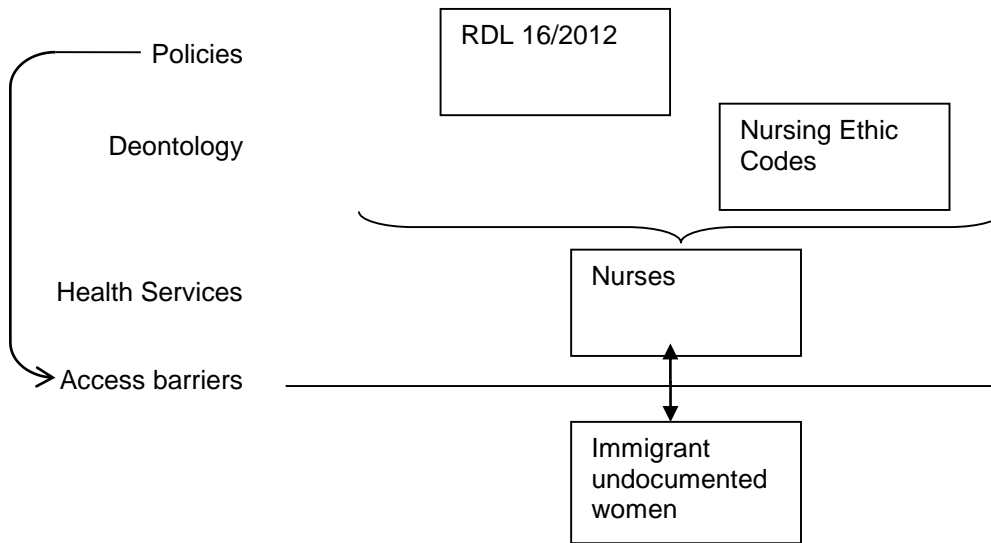 RDL 16/2012
Policies
Nursing Ethic
Codes
Deontology
Nurses
Health Services
Access barriers
Immigrant
undocumented
women